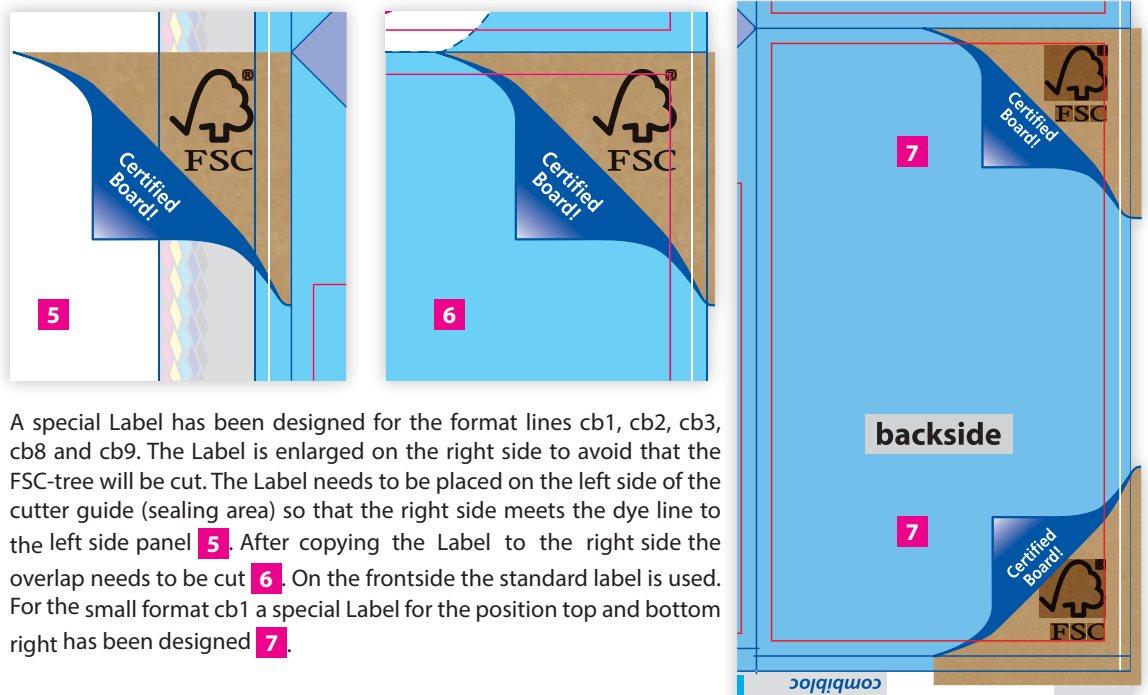 ®
FSC
Certified
Board!
5
®
FSC
Certified
Board!
6
Certified
Board!
®
FSC
7
backside
7
Certified
Board!
®
FSC
combibloc
A special Label has been designed for the format lines cb1, cb2, cb3,
cb8 and cb9. The Label is enlarged on the right side to avoid that the
FSC-tree will be cut. The Label needs to be placed on the left side of the
cutter guide (sealing area) so that the right side meets the dye line to
the left side panel 5. After copying the Label to the right side the
overlap needs to be cut 6. On the frontside the standard label is used.
For the small format cb1 a special Label for the position top and bottom
right has been designed 7.